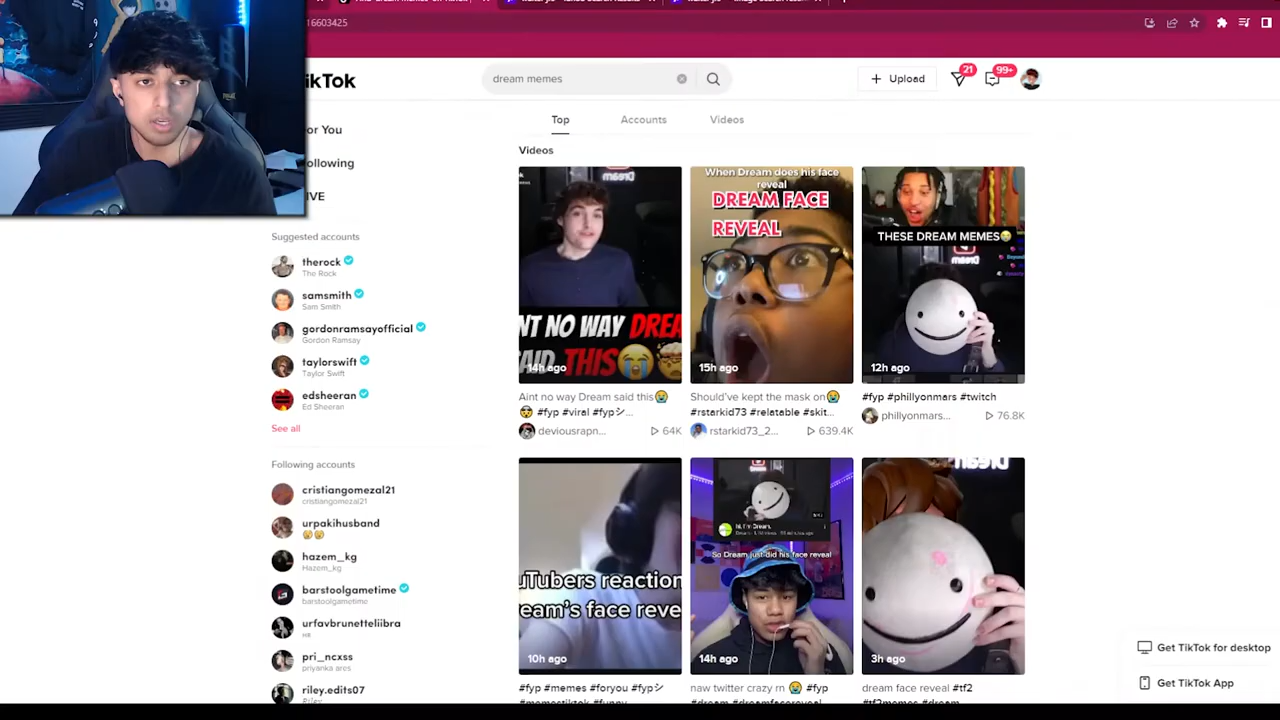 16603425
ikTok
dream memes
Upload
21
99+
or You
ollowing
IVE
Top
Accounts
Videos
Videos
Suggested accounts
therock
The Rock
samsmith
Sam Smith
gordonramsayofficial
Gordon Ramsay
taylorswift
Taylor Swift
edsheeran
Ed Sheeran
See all
Following accounts
cristiangomezal21
cristiangomezal21
urpakihusband
hazem_kg
Hazem_kg
barstoolgametime
barstoolgametime
urfavbrunetteliibra
pri_ncxss
priyanka ares
riley.edits07
Riley
NT NO WAY DREA
SAID THIS
14h ago
Aint no way Dream said this😭
🤯 #fyp #viral #fypシ...
deviousrapn...
64K
When Dream does his face
reveal
DREAM FACE
REVEAL
15h ago
Should've kept the mask on😭
#rstarkid73 #relatable #skit...
rstarkid73_2...
639.4K
THESE DREAM MEMES😭
12h ago
#fyp #phillyonmars #twitch
phillyonmars...
76.8K
uTubers reaction
eam's face reve
10h ago
#fyp #memes #foryou #fypシ
#memestiktok #funny
hi, I'm Dream.
So Dream just did his face reveal
14h ago
naw twitter crazy rn 😭 #fyp
#dream #dreamfacereveal
3h ago
dream face reveal #tf2
#tf2memes #dream
Get TikTok for desktop
Get TikTok App